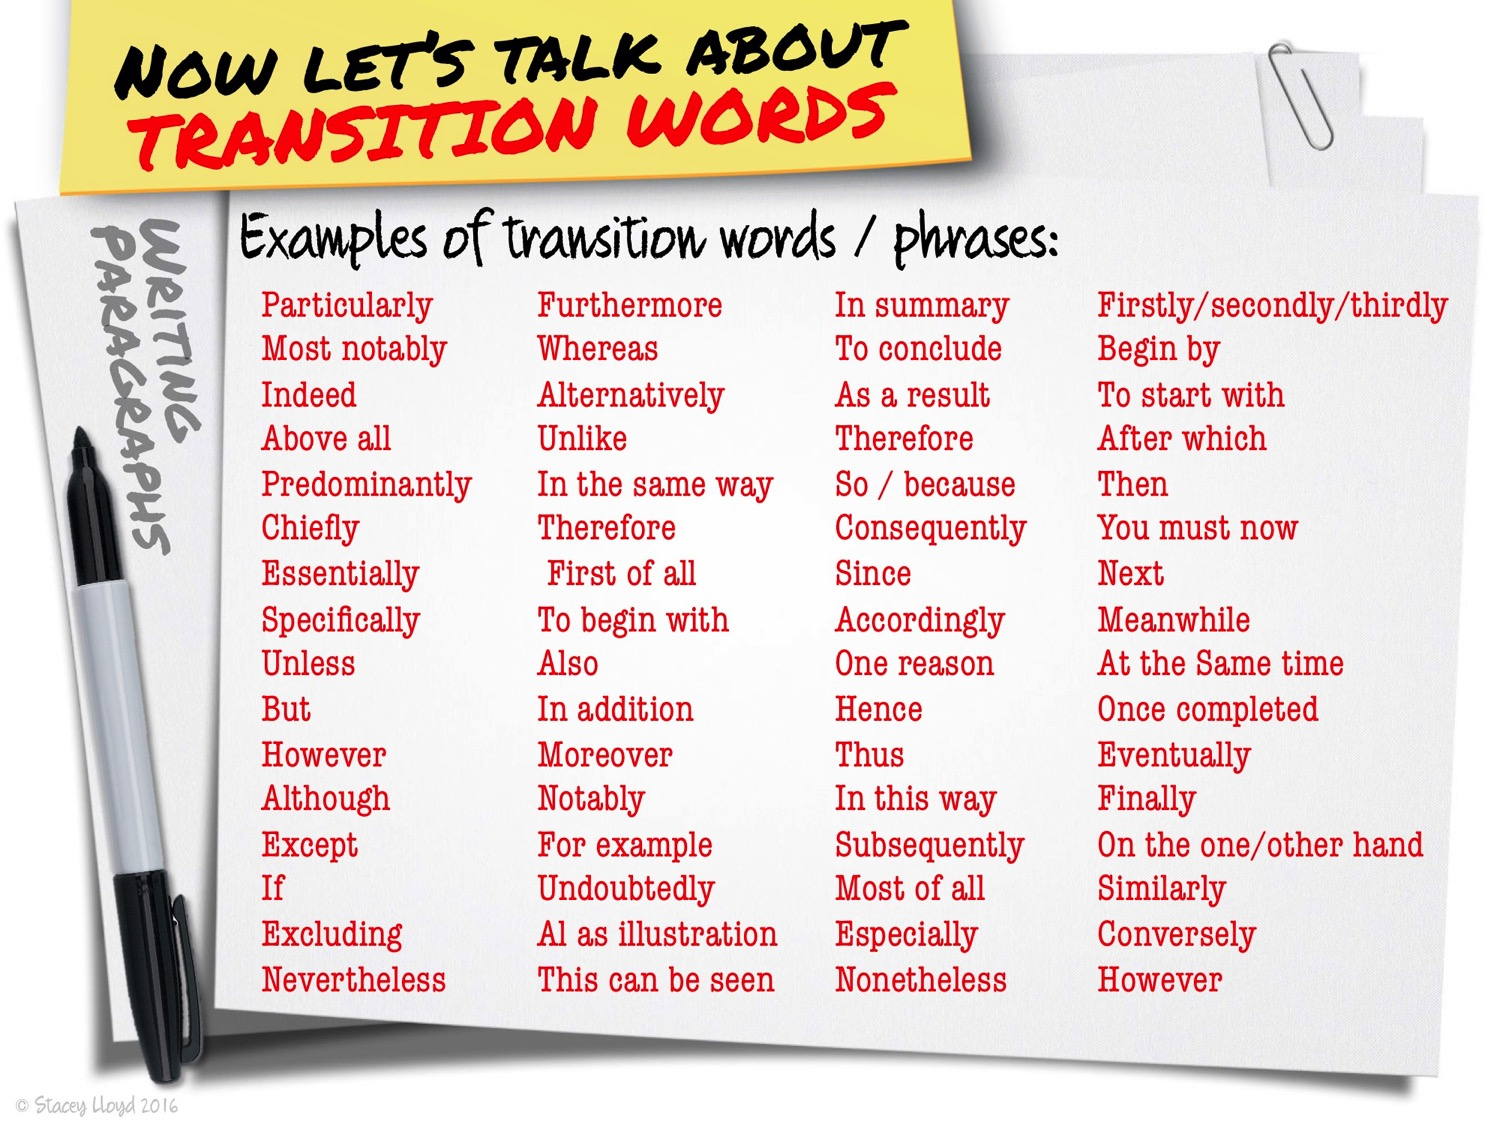 NOW LET'S TALK ABOUT
TRANSITION WORDS
WRITING
PARAGRAPHS
Examples of transition words / phrases:
Particularly
Most notably
Indeed
Above all
Predominantly
Chiefly
Essentially
Specifically
Unless
But
However
Although
Except
If
Excluding
Nevertheless
Furthermore
Whereas
Alternatively
Unlike
In the same way
Therefore
First of all
To begin with
Also
In addition
Moreover
Notably
For example
Undoubtedly
Al as illustration
This can be seen
In summary
To conclude
As a result
Therefore
So / because
Consequently
Since
Accordingly
One reason
Hence
Thus
In this way
Subsequently
Most of all
Especially
Nonetheless
Firstly/secondly/thirdly
Begin by
To start with
After which
Then
You must now
Next
Meanwhile
At the Same time
Once completed
Eventually
Finally
On the one/other hand
Similarly
Conversely
However
© Stacey Lloyd 2016